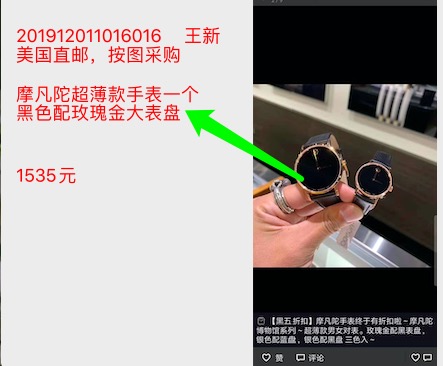 201912011016016 王新
美国直邮，按图采购
摩凡陀超薄款手表一个
黑色配玫瑰金大表盘
1535元
【黑五折扣】摩凡陀手表终于有折扣啦~摩凡陀
博物馆系列~超薄款男女对表。玫瑰金配黑表盘，
银色配蓝盘，银色配黑盘 三色入~
赞 评论